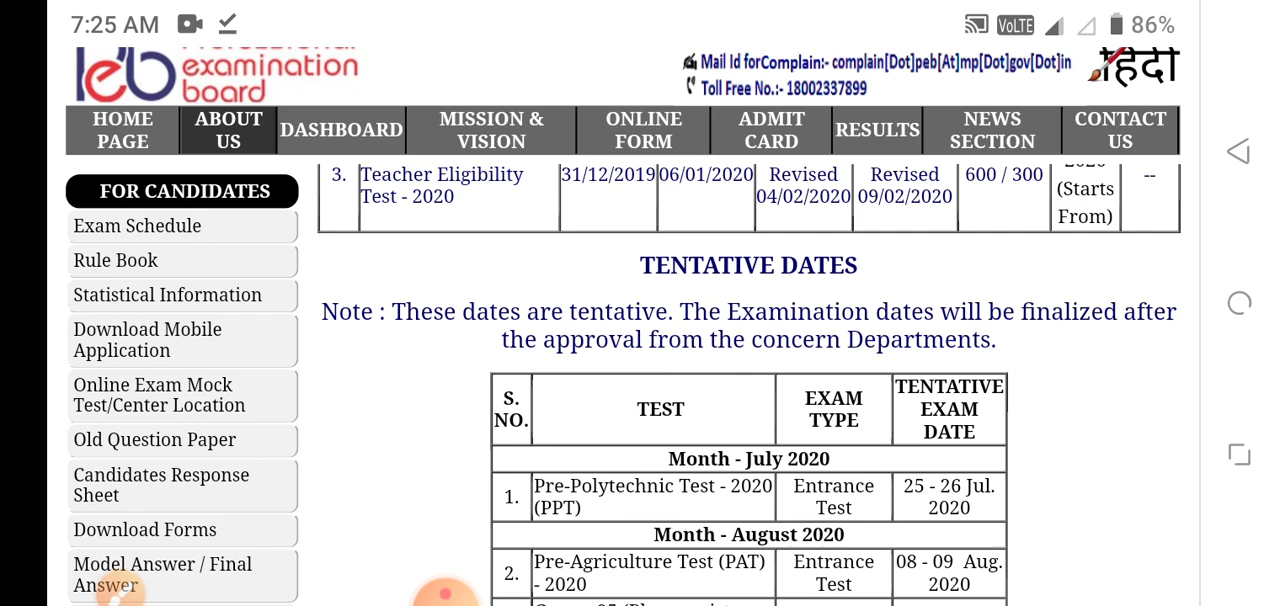 7:25 AM
VoLTE
86%
examination
board
Mail Id forComplain:- complain[Dot]peb[At]mp[Dot]gov[Dot]in
Toll Free No.:- 18002337899
हिंदी
HOME PAGE
ABOUT US
DASHBOARD
MISSION & VISION
ONLINE FORM
ADMIT CARD
RESULTS
NEWS SECTION
CONTACT US
FOR CANDIDATES
Exam Schedule
Rule Book
Statistical Information
Download Mobile
Application
Online Exam Mock
Test/Center Location
Old Question Paper
Candidates Response
Sheet
Download Forms
Model Answer / Final
Answer
3. Teacher Eligibility 31/12/2019 06/01/2020 Revised Revised 600 / 300 (Starts --
Test - 2020 04/02/2020 09/02/2020 From)
TENTATIVE DATES
Note : These dates are tentative. The Examination dates will be finalized after
the approval from the concern Departments.
S. NO. TEST EXAM TYPE TENTATIVE EXAM DATE
Month - July 2020
1. Pre-Polytechnic Test - 2020 Entrance 25 - 26 Jul.
(PPT) Test 2020
Month - August 2020
2. Pre-Agriculture Test (PAT) Entrance 08 - 09 Aug.
- 2020 Test 2020